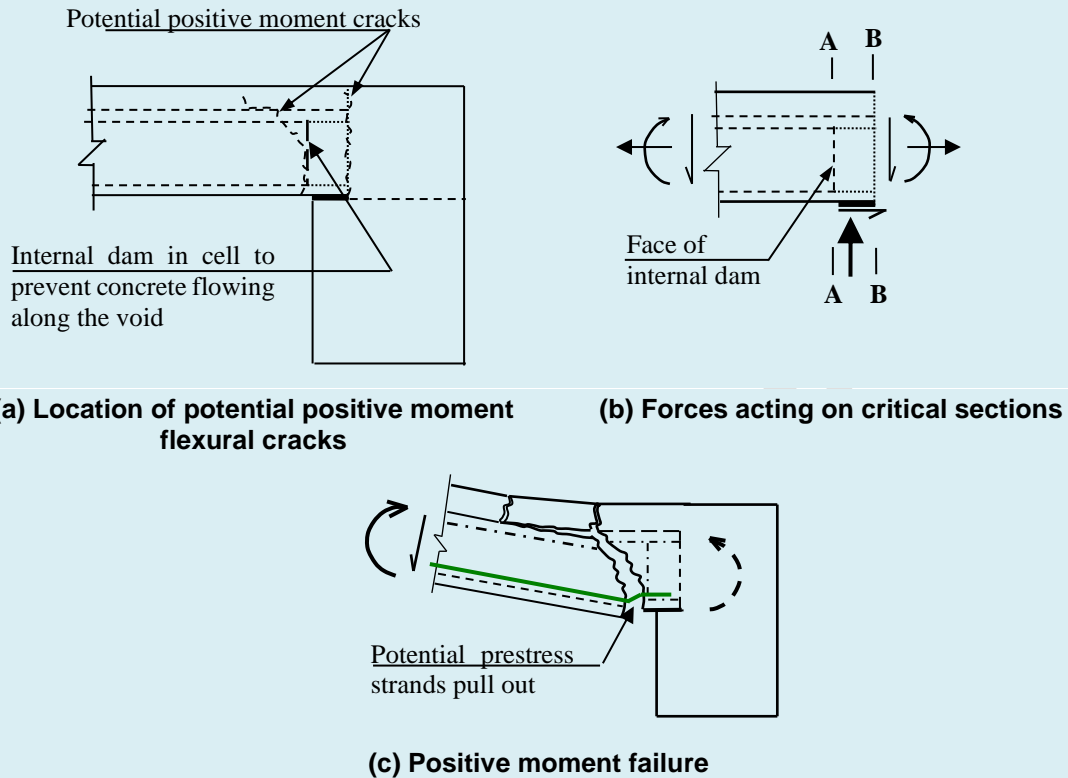 Potential positive moment cracks
Internal dam in cell to
prevent concrete flowing
along the void
A B
Face of
internal dam
A B
a) Location of potential positive moment
flexural cracks
(b) Forces acting on critical sections
Potential prestress
strands pull out
(c) Positive moment failure